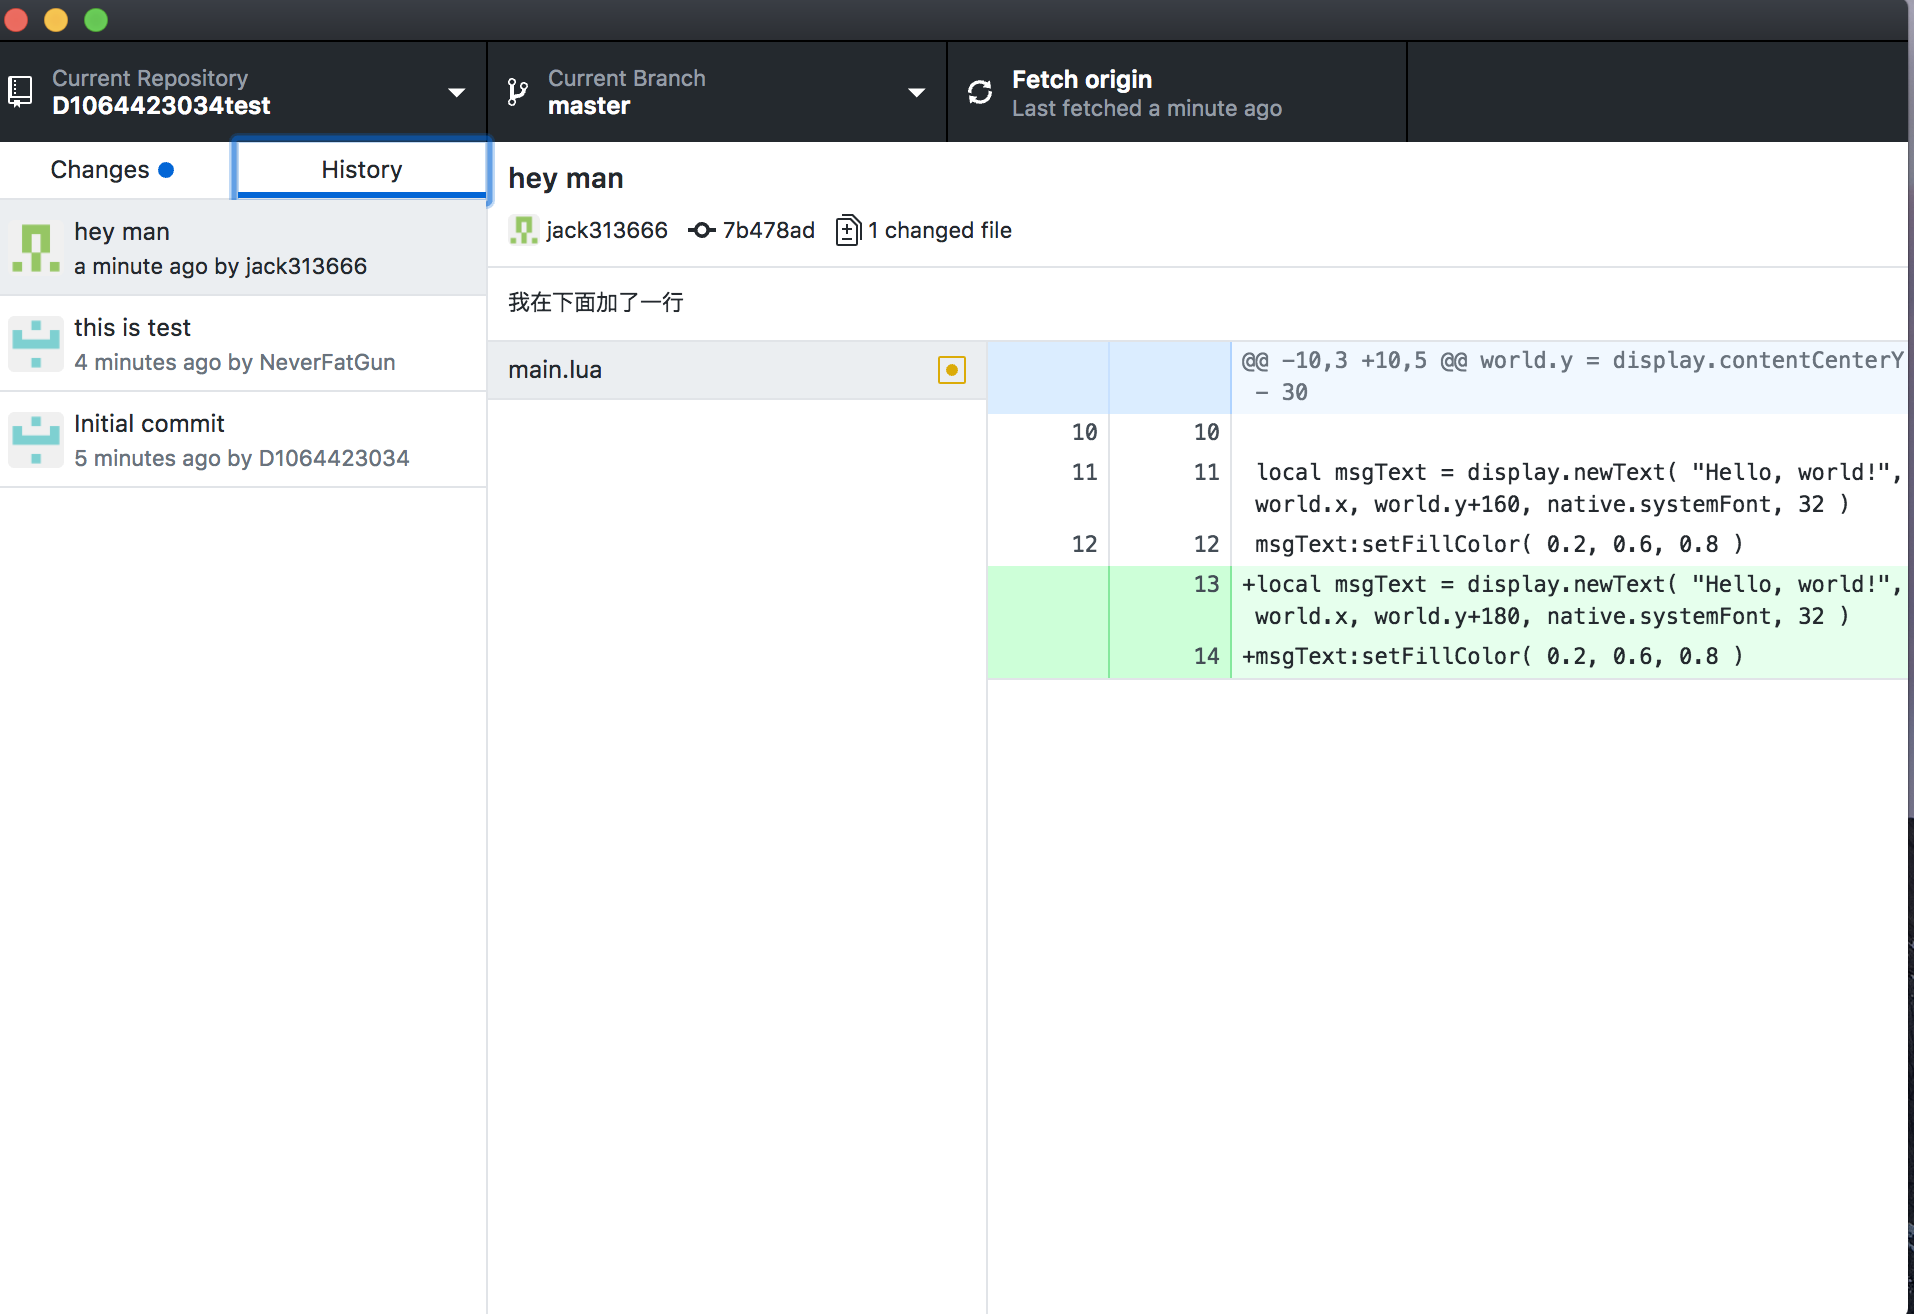 Current Repository
D1064423034test
Current Branch
master
Fetch origin
Last fetched a minute ago
Changes
History
hey man
a minute ago by jack313666
this is test
4 minutes ago by NeverFatGun
Initial commit
5 minutes ago by D1064423034
hey man
jack313666 7b478ad 1 changed file
我在下面加了一行
main.lua
@@ -10,3 +10,5 @@ world.y = display.contentCenterY
- 30
10 10
11 11 local msgText = display.newText( "Hello, world!",
world.x, world.y+160, native.systemFont, 32 )
12 12 msgText:setFillColor( 0.2, 0.6, 0.8 )
13 +local msgText = display.newText( "Hello, world!",
world.x, world.y+180, native.systemFont, 32 )
14 +msgText:setFillColor( 0.2, 0.6, 0.8 )